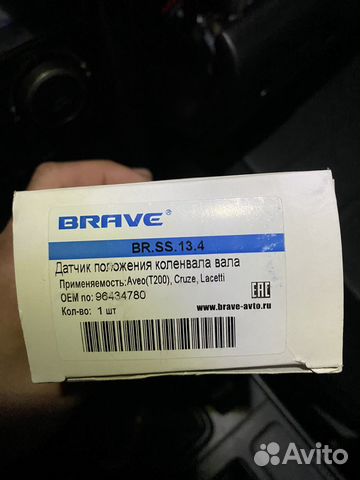 BRAVE®
BR.SS.13.4
Датчик положения коленвала вала
Применяемость:Aveo(T200), Cruze, Lacetti
OEM no: 96434780
Кол-во: 1 шт
EAC
www.brave-avto.ru
Avito